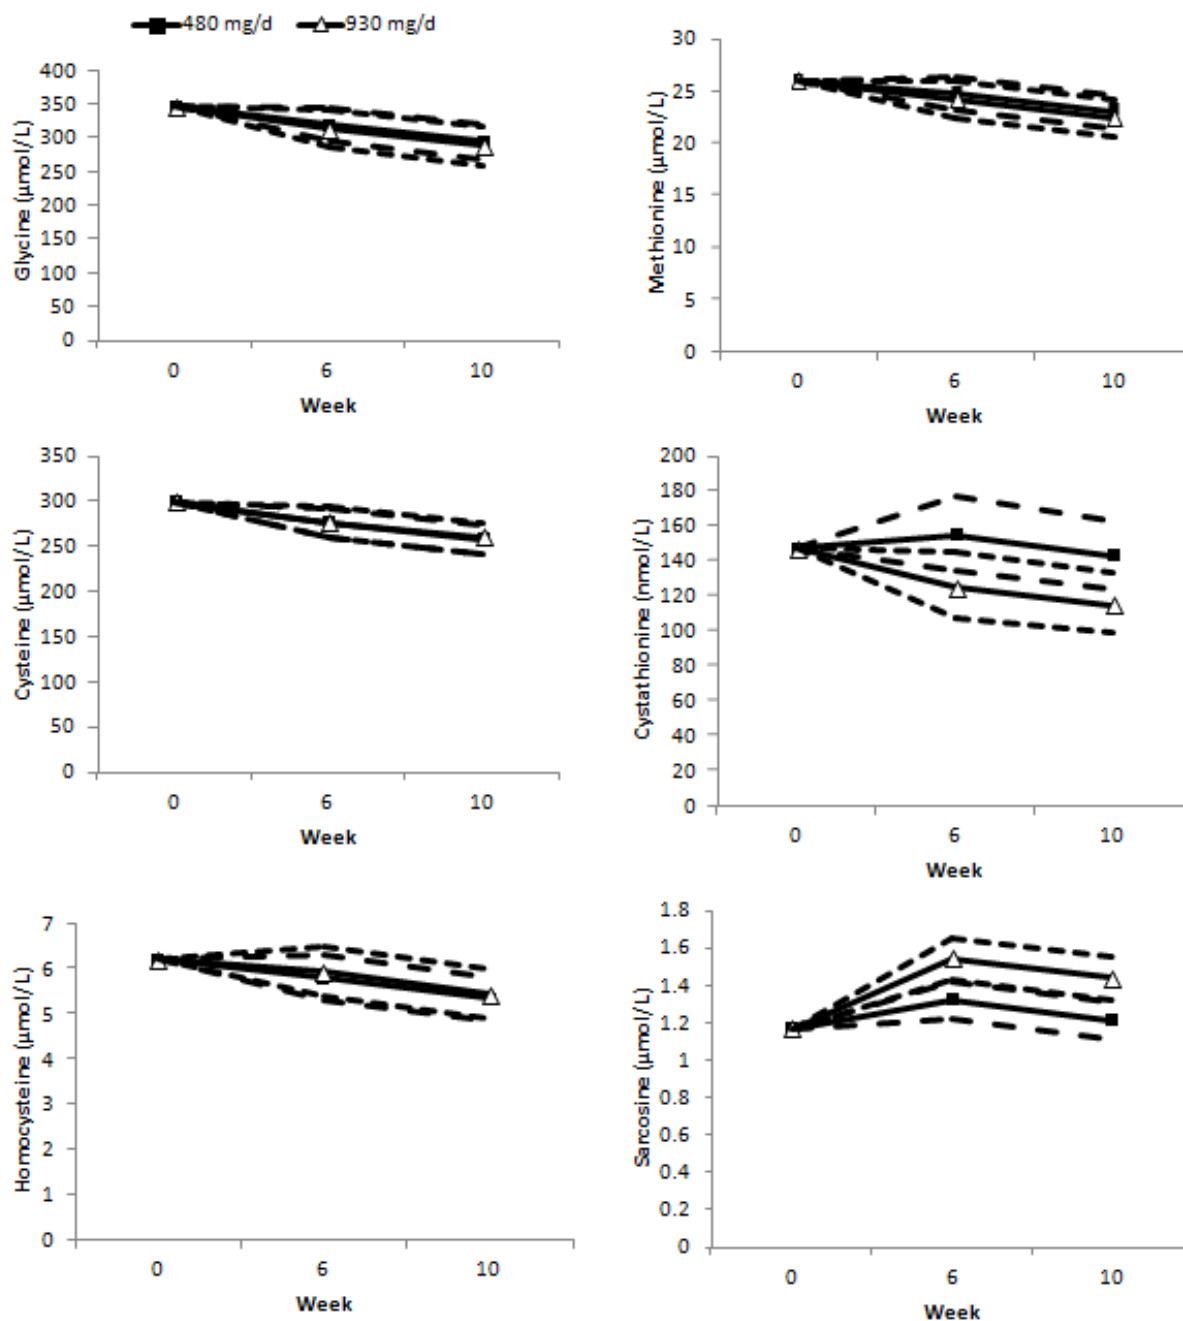 480 mg/d 930 mg/d
Glycine (µmol/L)
400
350
300
250
200
150
100
50
0
0 6 10
Week
Methionine (µmol/L)
30
25
20
15
10
5
0
0 6 10
Week
Cysteine (µmol/L)
350
300
250
200
150
100
50
0
0 6 10
Week
Cystathionine (nmol/L)
200
180
160
140
120
100
80
60
40
20
0
0 6 10
Week
Homocysteine (µmol/L)
7
6
5
4
3
2
1
0
0 6 10
Week
Sarcosine (µmol/L)
1.8
1.6
1.4
1.2
1
0.8
0.6
0.4
0.2
0
0 6 10
Week